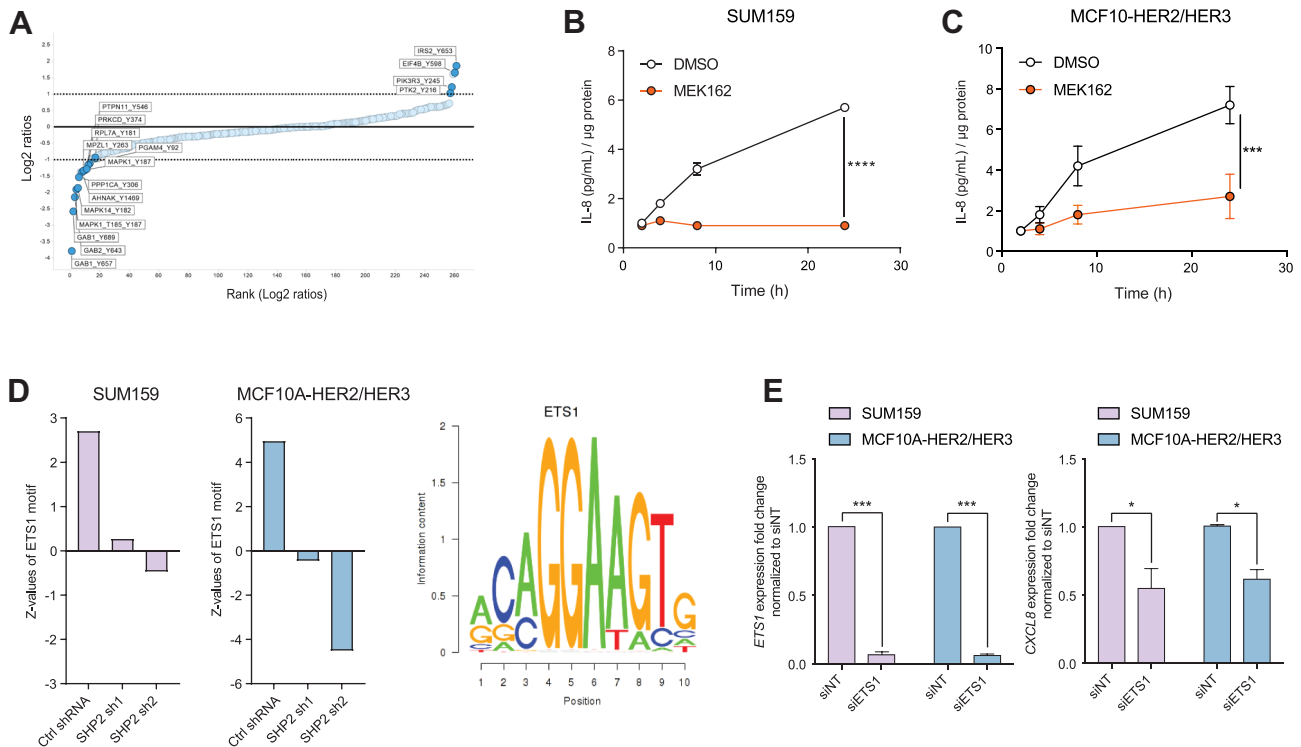 A
Log2 ratios
2.5
2
1.5
1
0.5
0
-0.5
-1
-1.5
-2
-2.5
-3
-3.5
-4
IRS2_Y653
EIF4B_Y598
PIK3R3_Y245
PTK2_Y216
PTPN11_Y546
PRKCD_Y374
RPL7A_Y181
MPZL1_Y263
PGAM4_Y92
MAPK1_Y187
PPP1CA_Y306
AHNAK_Y1469
MAPK14_Y182
MAPK1_T185_Y187
GAB1_Y689
GAB2_Y643
GAB1_Y657
0 20 40 60 80 100 120 140 160 180 200 220 240 260
Rank (Log2 ratios)
B
SUM159
IL-8 (pg/mL) / µg protein
8
6
4
2
0
DMSO
MEK162
****
0 10 20 30
Time (h)
C
MCF10-HER2/HER3
IL-8 (pg/mL) / µg protein
10
8
6
4
2
0
DMSO
MEK162
***
0 10 20 30
Time (h)
D
SUM159
Z-values of ETS1 motif
3
2
1
0
-1
-2
-3
Ctrl shRNA
SHP2 sh1
SHP2 sh2
MCF10A-HER2/HER3
Z-values of ETS1 motif
6
4
2
0
-2
-4
-6
Ctrl shRNA
SHP2 sh1
SHP2 sh2
ETS1
Information content
2
1.5
1
0.5
0
1 2 3 4 5 6 7 8 9 10
Position
E
SUM159
MCF10A-HER2/HER3
ETS1 expression fold change
normalized to siNT
1.5
1.0
0.5
0.0
***
***
siNT
siETS1
siNT
siETS1
SUM159
MCF10A-HER2/HER3
CXCL8 expression fold change
normalized to siNT
1.5
1.0
0.5
0.0
*
*
siNT
siETS1
siNT
siETS1